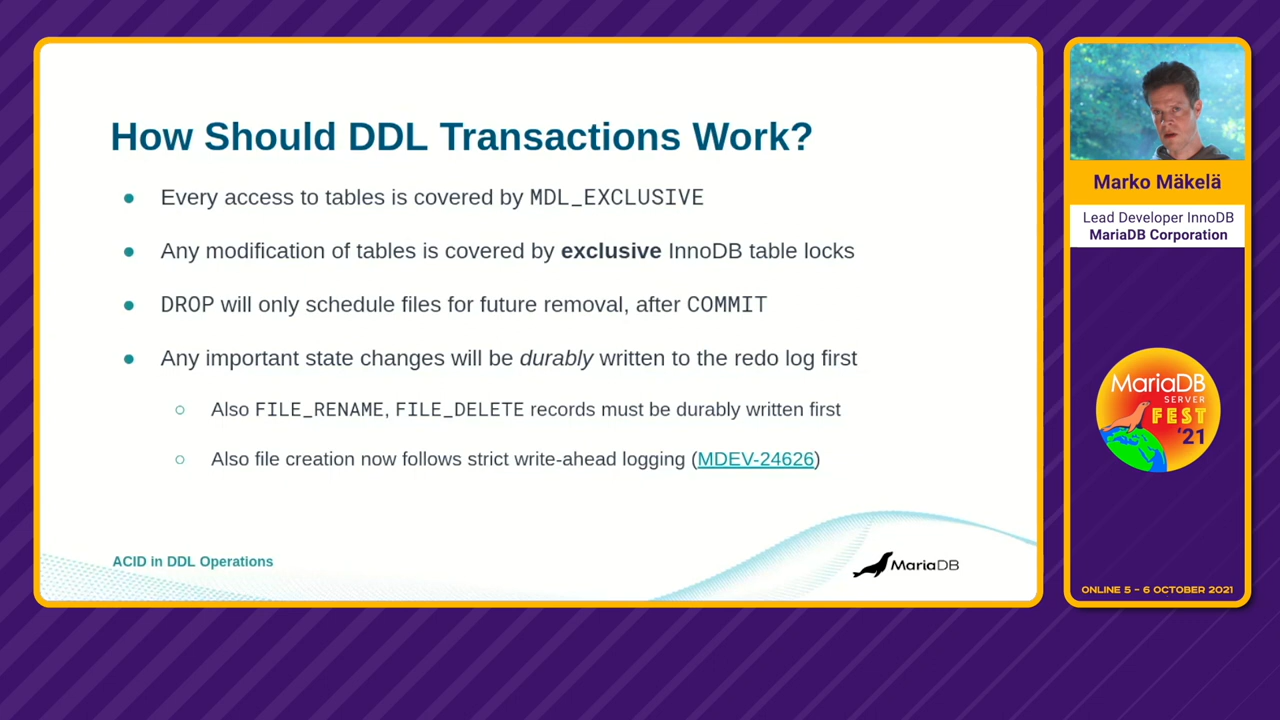 How Should DDL Transactions Work?
● Every access to tables is covered by MDL_EXCLUSIVE
● Any modification of tables is covered by exclusive InnoDB table locks
● DROP will only schedule files for future removal, after COMMIT
● Any important state changes will be durably written to the redo log first
○ Also FILE_RENAME, FILE_DELETE records must be durably written first
○ Also file creation now follows strict write-ahead logging (MDEV-24626)
ACID in DDL Operations
MariaDB
Marko Mäkelä
Lead Developer InnoDB
MariaDB Corporation
MariaDB
SERVER
FEST
'21
ONLINE 5 – 6 OCTOBER 2021